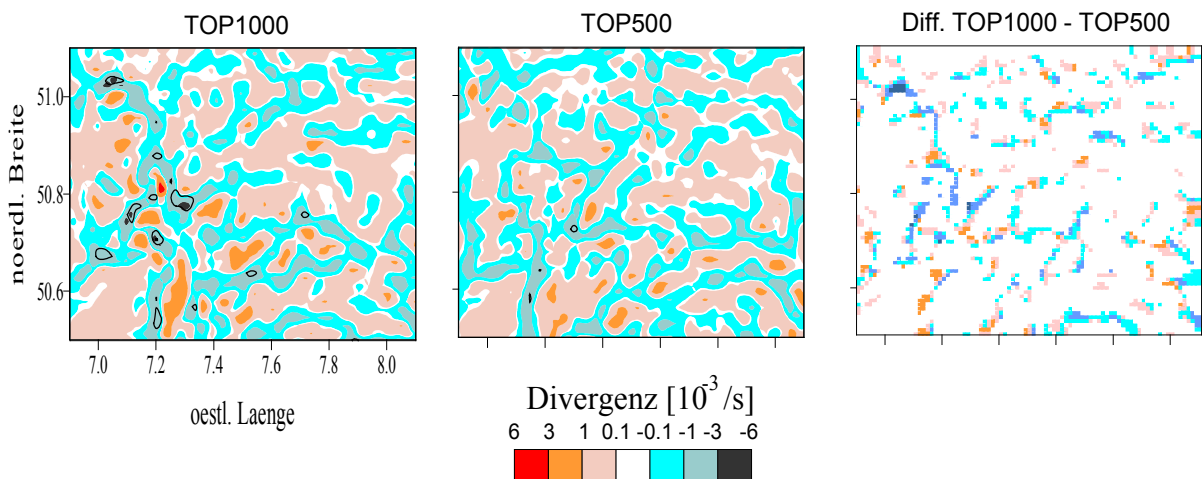 TOP1000
TOP500
Diff. TOP1000 - TOP500
noerdl. Breite
51.0
50.8
50.6
7.0 7.2 7.4 7.6 7.8 8.0
oestl. Laenge
Divergenz [10⁻³/s]
6 3 1 0.1 -0.1 -1 -3 -6